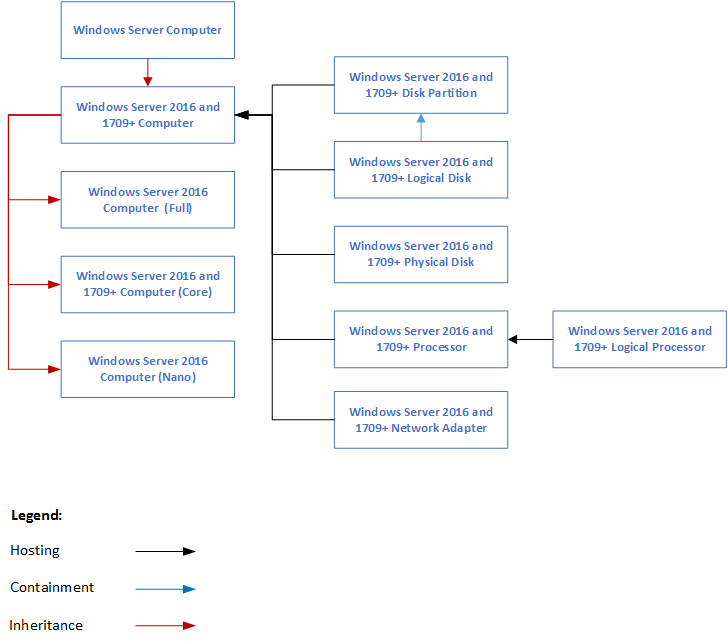 Windows Server Computer
Windows Server 2016 and
1709+ Computer
Windows Server 2016
Computer (Full)
Windows Server 2016 and
1709+ Computer (Core)
Windows Server 2016
Computer (Nano)
Windows Server 2016 and
1709+ Disk Partition
Windows Server 2016 and
1709+ Logical Disk
Windows Server 2016 and
1709+ Physical Disk
Windows Server 2016 and
1709+ Processor
Windows Server 2016 and
1709+ Logical Processor
Windows Server 2016 and
1709+ Network Adapter
Legend:
Hosting
Containment
Inheritance